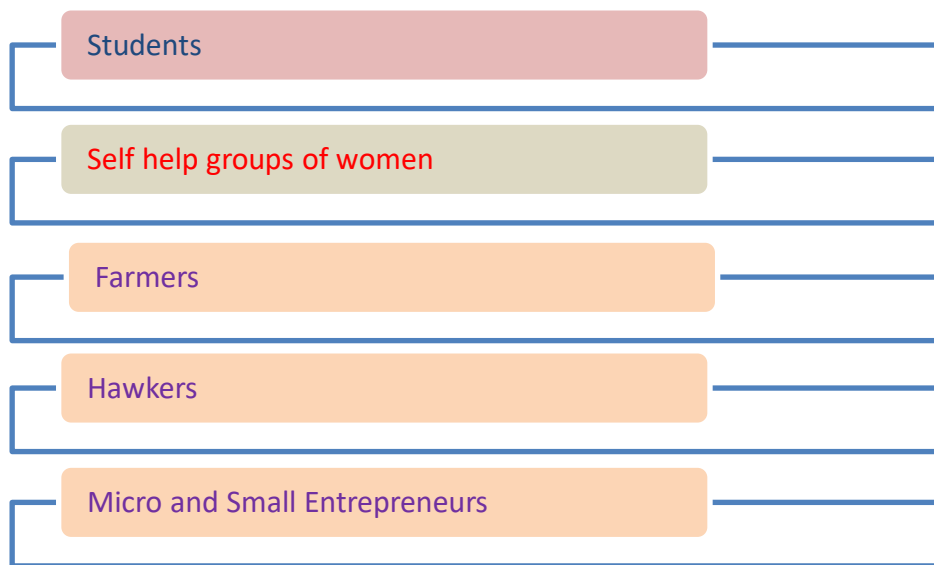 Students
Self help groups of women
Farmers
Hawkers
Micro and Small Entrepreneurs